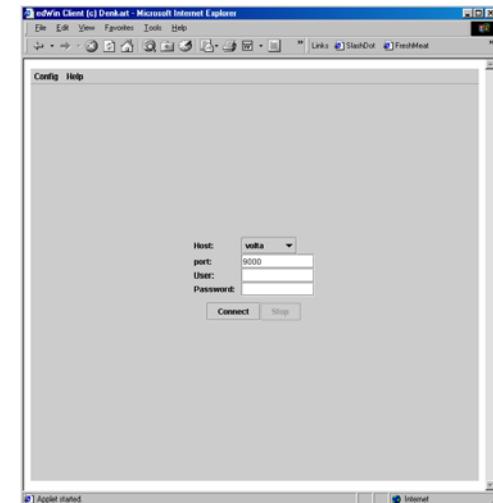 edWin Client (c) Denkart - Microsoft Internet Explorer
File Edit View Favorites Tools Help
" Links SlashDot FreshMeat "
Config Help
Host: volta
port: 9000
User:
Password:
Connect Stop
Applet started. Internet